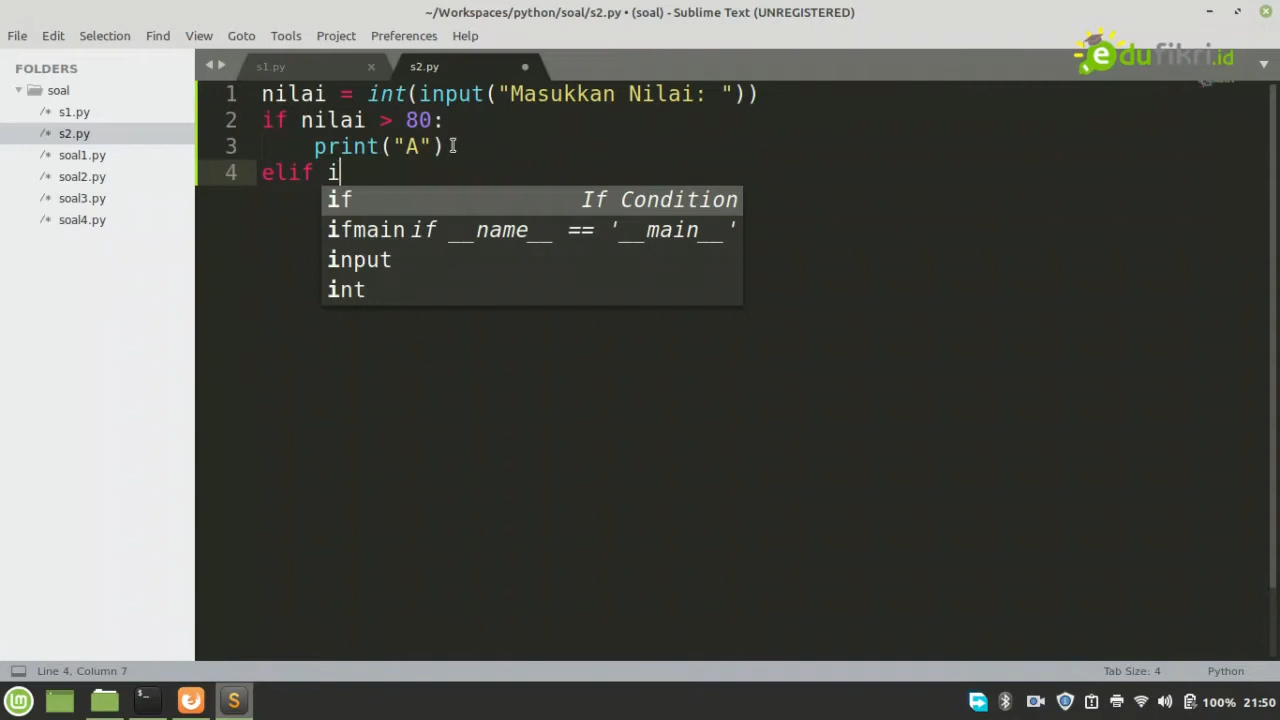 ~/Workspaces/python/soal/s2.py • (soal) - Sublime Text (UNREGISTERED)
File Edit Selection Find View Goto Tools Project Preferences Help
edufikri.id
FOLDERS
soal
/* s1.py
/* s2.py
/* soal1.py
/* soal2.py
/* soal3.py
/* soal4.py
s1.py × s2.py
1 nilai = int(input("Masukkan Nilai: "))
2 if nilai > 80:
3 print("A")
4 elif i
if If Condition
ifmain if __name__ == '__main__'
input
int
Line 4, Column 7
Tab Size: 4 Python
100% 21:50